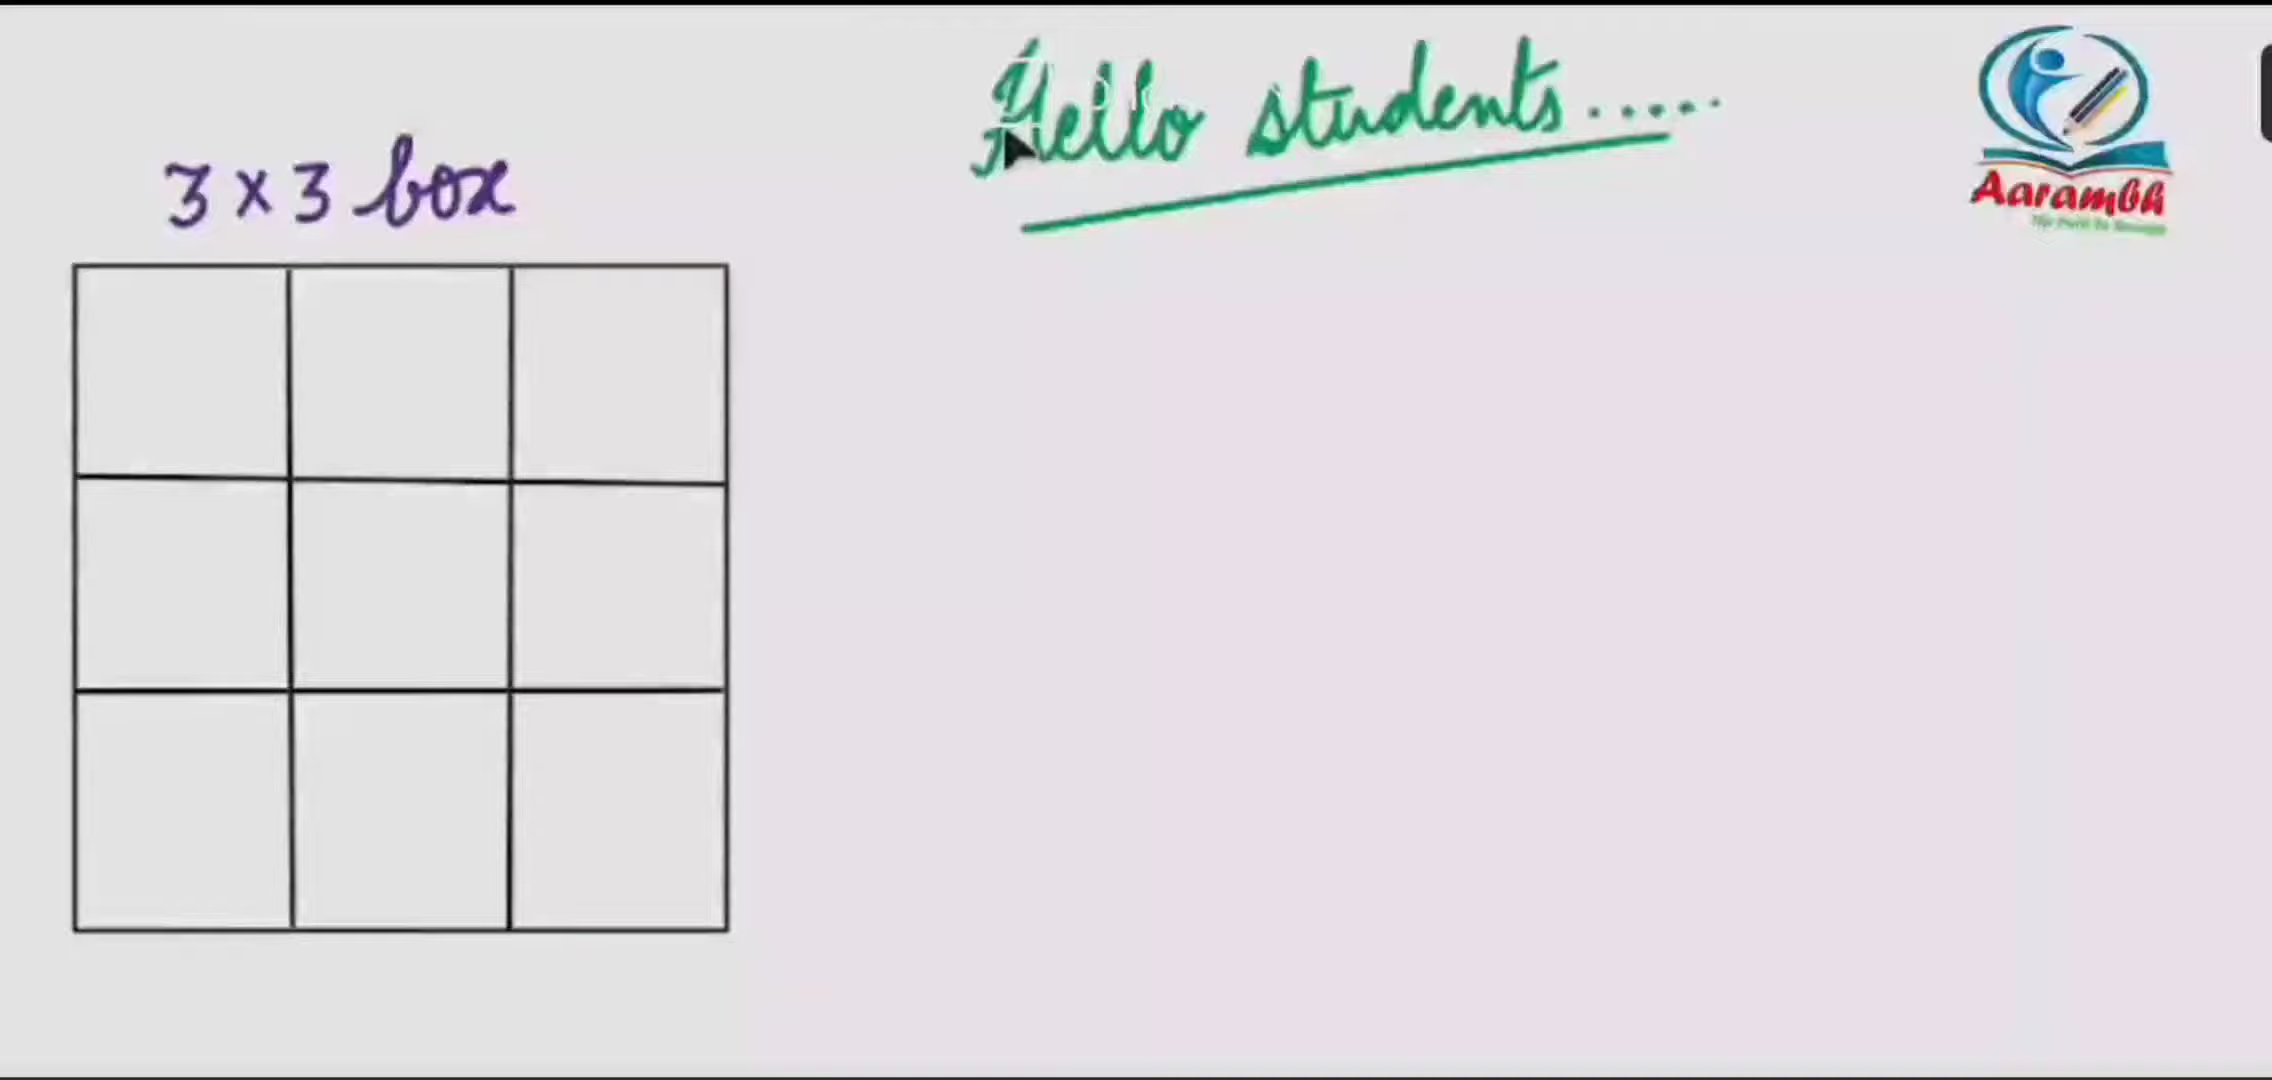 Hello students.....
3 x 3 box
Aarambh